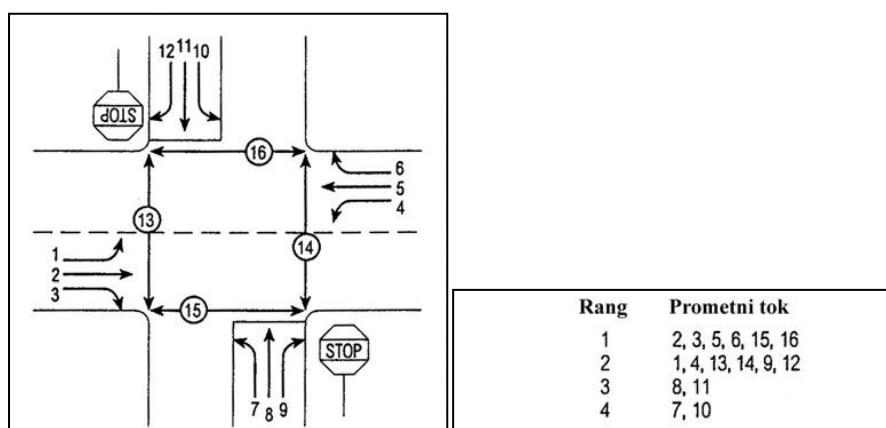 12 11 10
STOP
16
6
5
4
13
14
1
2
3
15
STOP
7 8 9
Rang Prometni tok
1 2, 3, 5, 6, 15, 16
2 1, 4, 13, 14, 9, 12
3 8, 11
4 7, 10